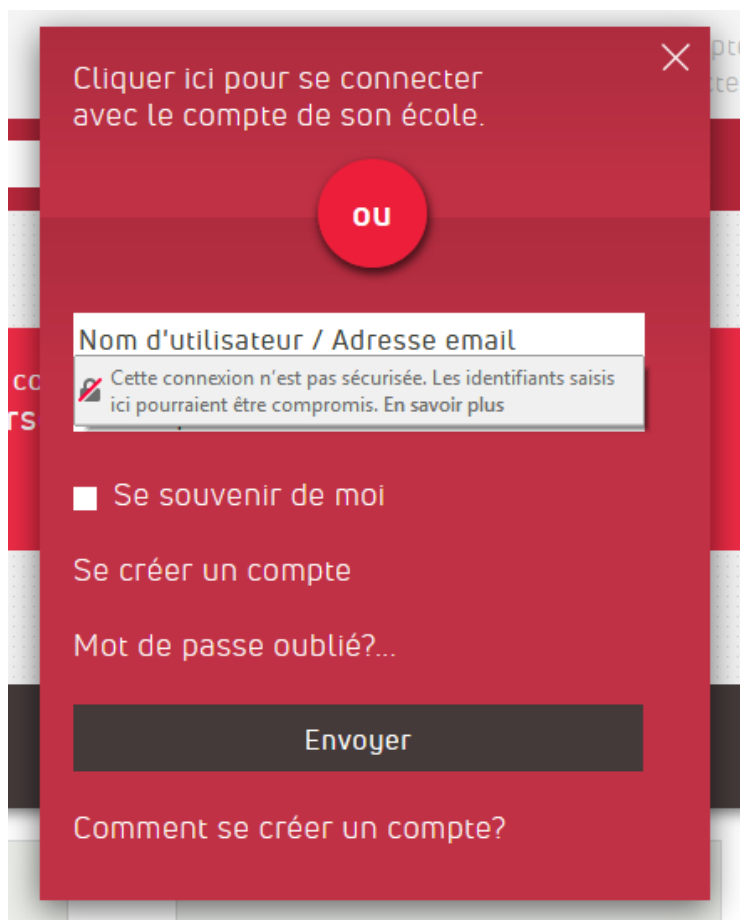 Cliquer ici pour se connecter
avec le compte de son école.
ou
Nom d'utilisateur / Adresse email
Cette connexion n'est pas sécurisée. Les identifiants saisis
ici pourraient être compromis. En savoir plus
Se souvenir de moi
Se créer un compte
Mot de passe oublié?...
Envoyer
Comment se créer un compte?